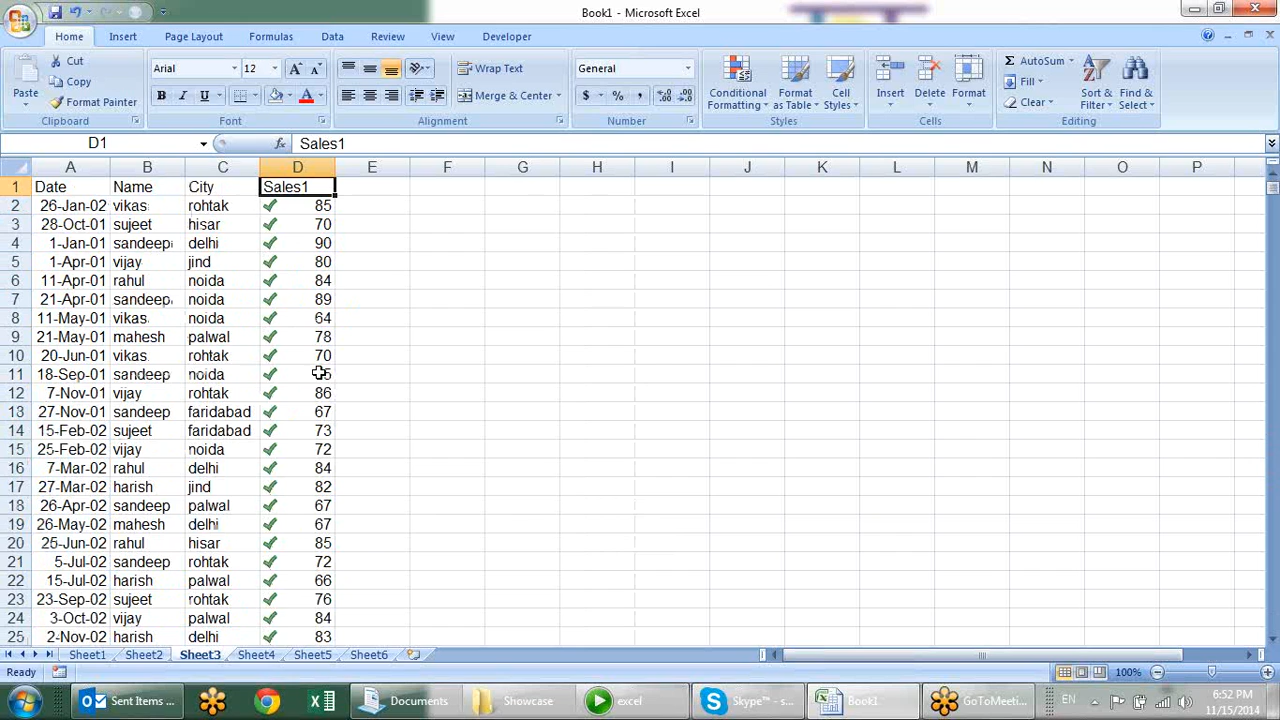 Book1 - Microsoft Excel
Home Insert Page Layout Formulas Data Review View Developer
Cut
Copy
Format Painter
Paste
Clipboard
Arial 12
B I U
Font
Wrap Text
Merge & Center
Alignment
General
$ % ,
Number
Conditional Formatting
Format as Table
Cell Styles
Styles
Insert Delete Format
Cells
AutoSum
Fill
Clear
Sort & Filter
Find & Select
Editing
D1 fx Sales1
A B C D E F G H I J K L M N O P
1 Date Name City Sales1
2 26-Jan-02 vikas rohtak 85
3 28-Oct-01 sujeet hisar 70
4 1-Jan-01 sandeep delhi 90
5 1-Apr-01 vijay jind 80
6 11-Apr-01 rahul noida 84
7 21-Apr-01 sandeep noida 89
8 11-May-01 vikas noida 64
9 21-May-01 mahesh palwal 78
10 20-Jun-01 vikas rohtak 70
11 18-Sep-01 sandeep noida
12 7-Nov-01 vijay rohtak 86
13 27-Nov-01 sandeep faridabad 67
14 15-Feb-02 sujeet faridabad 73
15 25-Feb-02 vijay noida 72
16 7-Mar-02 rahul delhi 84
17 27-Mar-02 harish jind 82
18 26-Apr-02 sandeep palwal 67
19 26-May-02 mahesh delhi 67
20 25-Jun-02 rahul hisar 85
21 5-Jul-02 sandeep rohtak 72
22 15-Jul-02 harish palwal 66
23 23-Sep-02 sujeet rohtak 76
24 3-Oct-02 vijay palwal 84
25 2-Nov-02 harish delhi 83
Sheet1 Sheet2 Sheet3 Sheet4 Sheet5 Sheet6
Ready 100%
Sent Items ... Documents Showcase excel Skype™ - s... Book1 GoToMeeti... EN
6:52 PM
11/15/2014